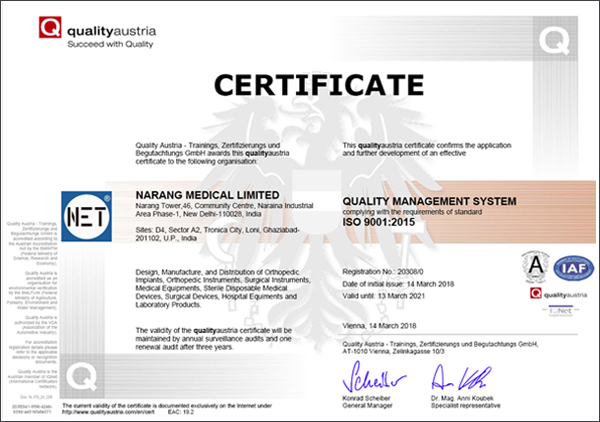 Q qualityaustria
Succeed with Quality
Q
CERTIFICATE
Quality Austria - Trainings, Zertifizierungs und
Begutachtungs GmbH awards this qualityaustria
certificate to the following organisation:
This qualityaustria certificate confirms the application
and further development of an effective
NET
NARANG MEDICAL LIMITED
Narang Tower,46, Community Centre, Naraina Industrial
Area Phase-1, New Delhi-110028, India
Sites: D4, Sector A2, Tronica City, Loni, Ghaziabad-
201102, U.P., India
QUALITY MANAGEMENT SYSTEM
complying with the requirements of standard
ISO 9001:2015
Design, Manufacture, and Distribution of Orthopedic
Implants, Orthopedic Instruments, Surgical Instruments,
Medical Equipments, Sterile Disposable Medical
Devices, Surgical Devices, Hospital Equiments and
Laboratory Products.
Registration No.: 20308/0
Date of initial issue: 14 March 2018
Valid until: 13 March 2021
A
IAF
Q qualityaustria
IQNet
The validity of the qualityaustria certificate will be
maintained by annual surveillance audits and one
renewal audit after three years.
Vienna, 14 March 2018
Quality Austria - Trainings, Zertifizierungs und Begutachtungs GmbH,
AT-1010 Vienna, Zelinkagasse 10/3
Konrad Scheiber
General Manager
Dr. Mag. Anni Koubek
Specialist representative
Quality Austria - Trainings,
Zertifizierungs und
Begutachtungs GmbH is
accredited according to
the Austrian Accreditation
Act by the BMWFW
(Federal Ministry of
Science, Research and
Economy).
Quality Austria is
accredited as an
organisation for
environmental verification
by the BMLFUW (Federal
Ministry of Agriculture,
Forestry, Environment and
Water Management).
Quality Austria is
authorized by the VDA
(Association of the
Automotive Industry).
For accreditation
registration details please
refer to the applicable
decisions or recognition
documents.
Quality Austria is the
Austrian member of IQNet
(International Certification
Network).
Q
The current validity of the certificate is documented exclusively on the Internet under
http://www.qualityaustria.com/en/cert EAC: 19.2